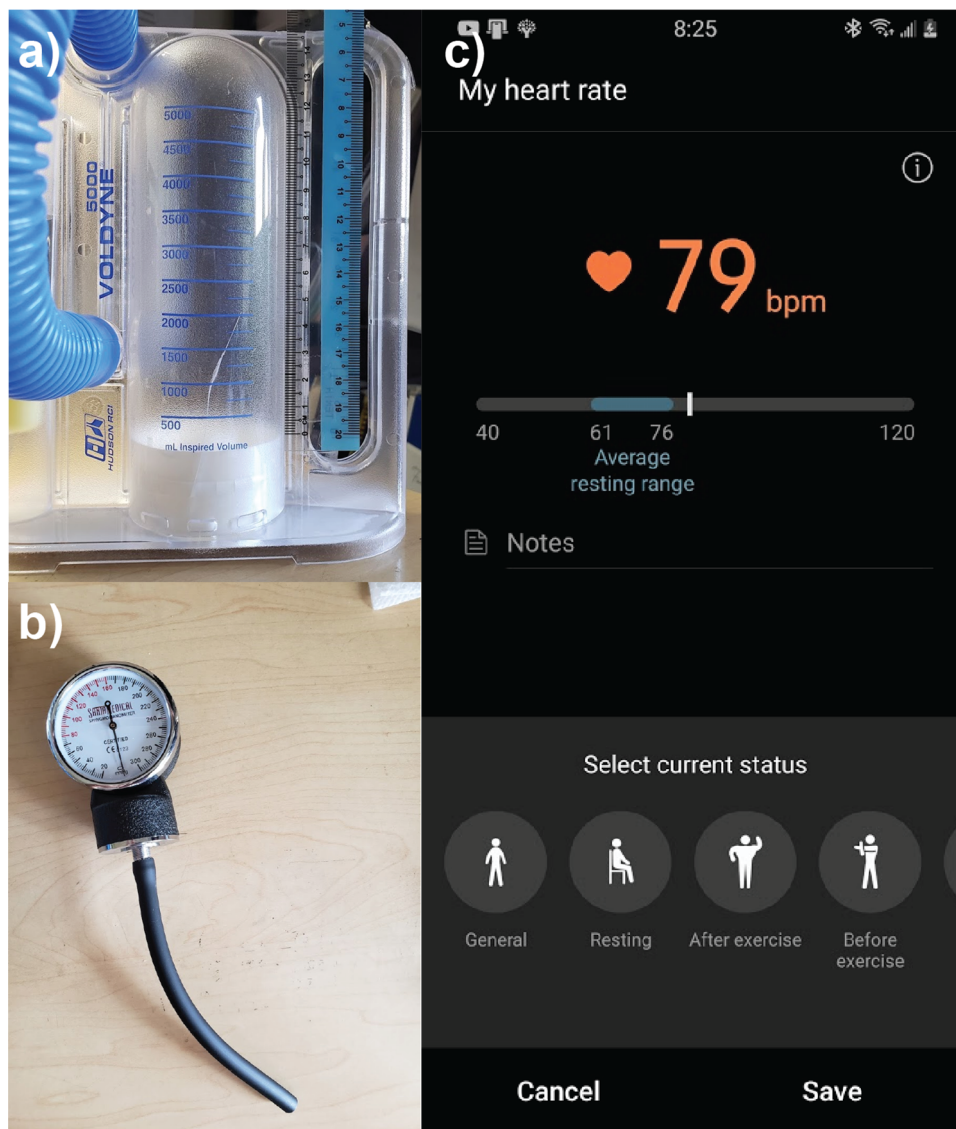 a)
5000
4500
4000
3500
3000
2500
2000
1500
1000
500
mL Inspired Volume
VOLDYNE
5000
HUDSON RCI
b)
CERTIFIED
CE
c)
8:25
My heart rate
79 bpm
40
61
76
120
Average
resting range
Notes
Select current status
General
Resting
After exercise
Before
exercise
Cancel
Save